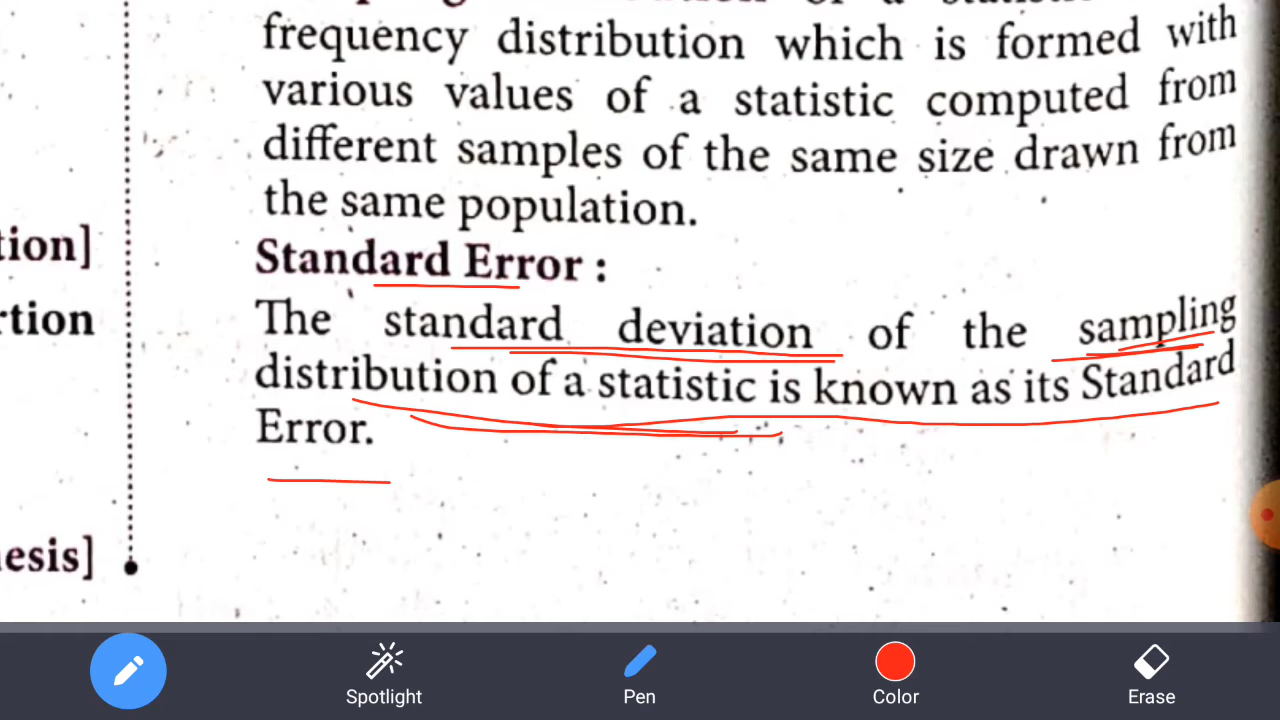 of a
frequency distribution which is formed with
various values of a statistic computed from
different samples of the same size drawn from
the same population.
tion]
Standard Error :
rtion
The standard deviation of the sampling
distribution of a statistic is known as its Standard
Error.
esis]
Spotlight
Pen
Color
Erase